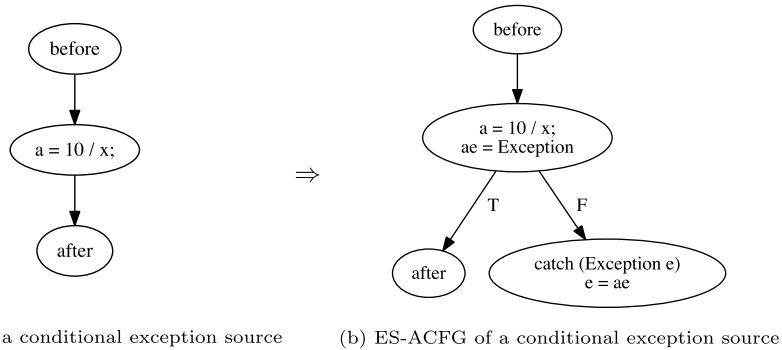 before
a = 10 / x;
after
⇒
before
a = 10 / x;
ae = Exception
T
F
after
catch (Exception e)
e = ae
a conditional exception source
(b) ES-ACFG of a conditional exception source